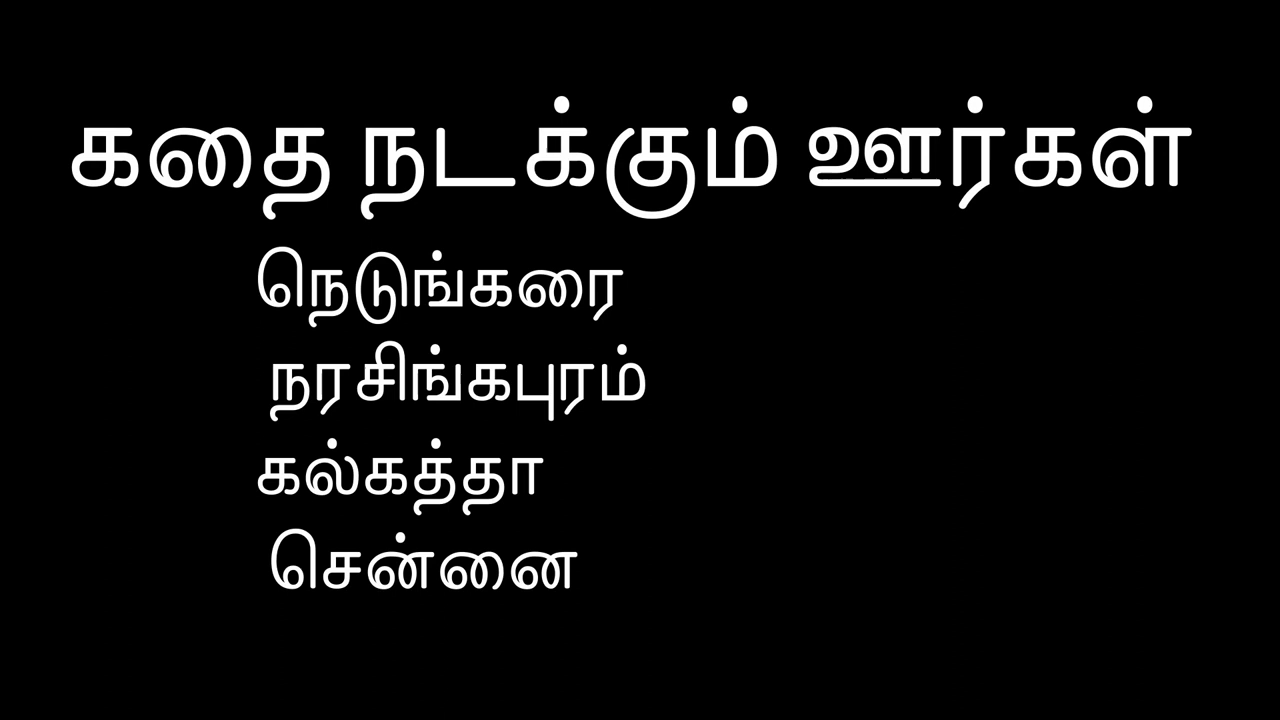 கதை நடக்கும் ஊர்கள்
நெடுங்கரை
நரசிங்கபுரம்
கல்கத்தா
சென்னை